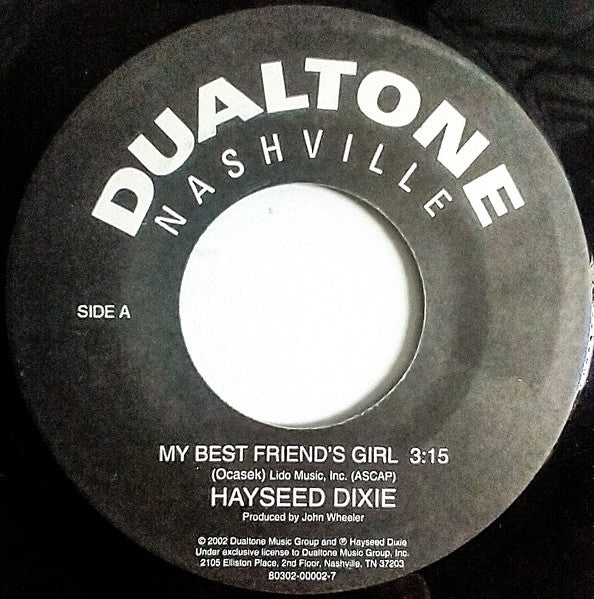 DUALTONE
NASHVILLE
SIDE A
MY BEST FRIEND'S GIRL 3:15
(Ocasek) Lido Music, Inc. (ASCAP)
HAYSEED DIXIE
Produced by John Wheeler
© 2002 Dualtone Music Group and ℗ Hayseed Dixie
Under exclusive license to Dualtone Music Group, Inc.
2105 Elliston Place, 2nd Floor, Nashville, TN 37203
80302-00002-7